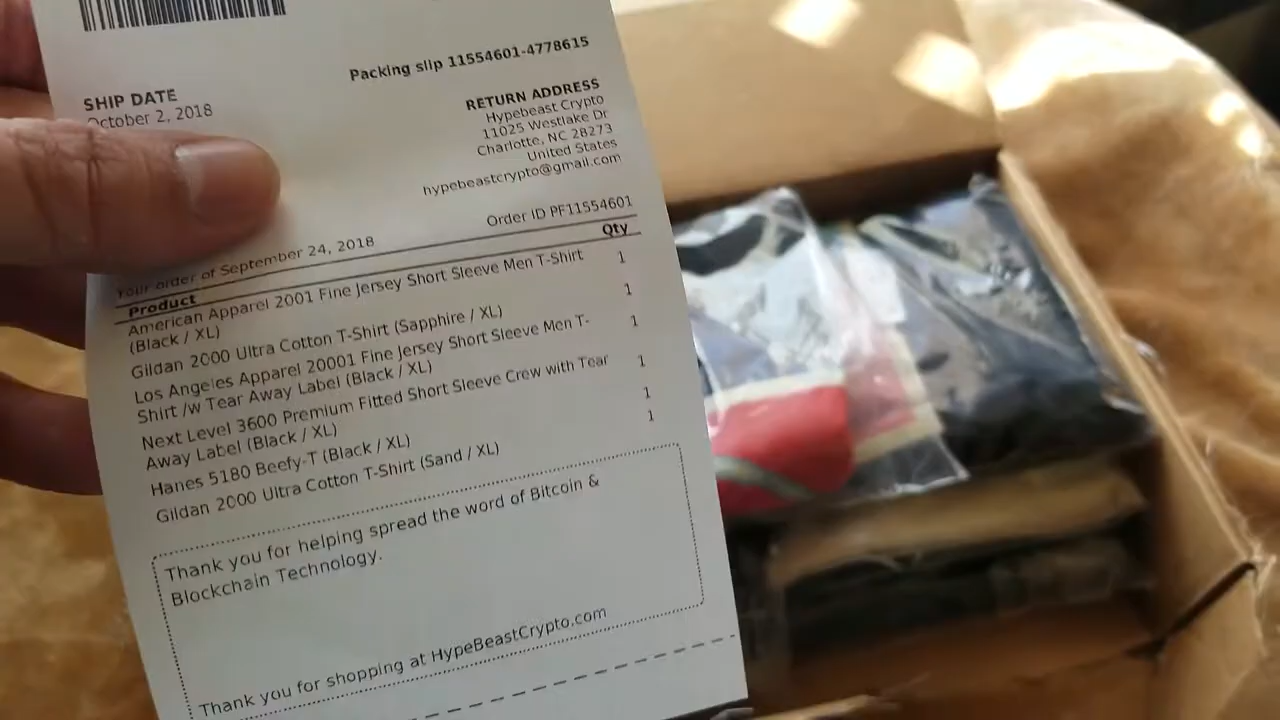 Packing slip 11554601-4778615
SHIP DATE
October 2, 2018
RETURN ADDRESS
Hypebeast Crypto
11025 Westlake Dr
Charlotte, NC 28273
United States
hypebeastcrypto@gmail.com
Your order of September 24, 2018
Order ID PF11554601
Product Qty
American Apparel 2001 Fine Jersey Short Sleeve Men T-Shirt 1
(Black / XL)
Gildan 2000 Ultra Cotton T-Shirt (Sapphire / XL) 1
Los Angeles Apparel 20001 Fine Jersey Short Sleeve Men T- 1
Shirt /w Tear Away Label (Black / XL)
Next Level 3600 Premium Fitted Short Sleeve Crew with Tear 1
Away Label (Black / XL)
Hanes 5180 Beefy-T (Black / XL) 1
Gildan 2000 Ultra Cotton T-Shirt (Sand / XL) 1
Thank you for helping spread the word of Bitcoin &
Blockchain Technology.
Thank you for shopping at HypeBeastCrypto.com